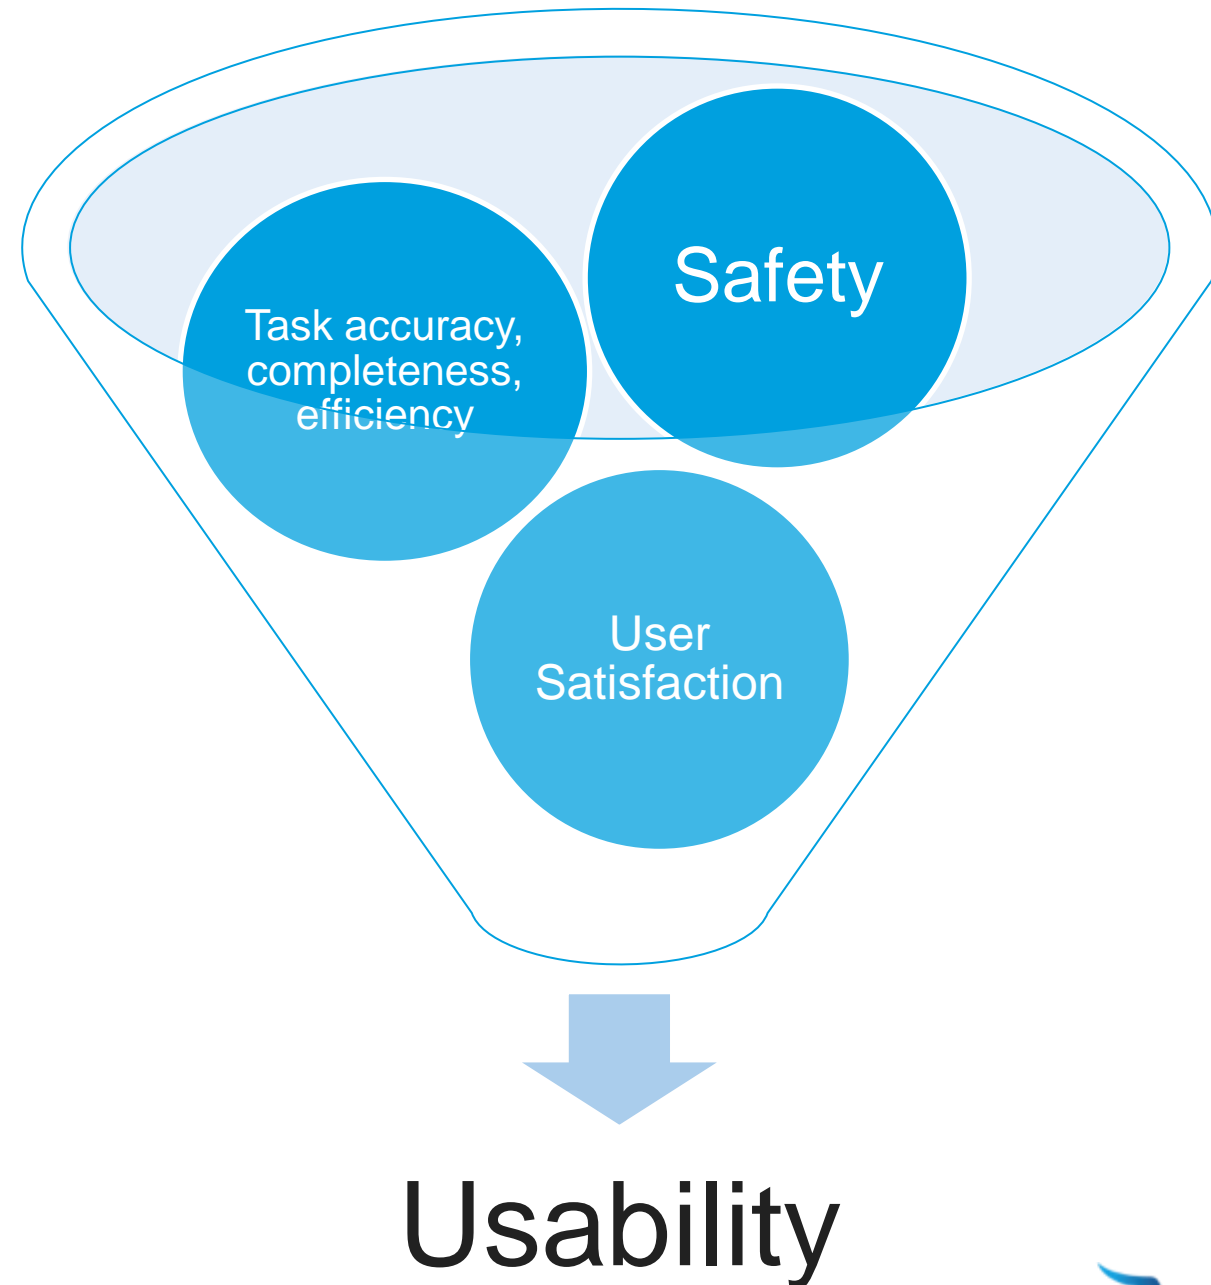 Safety
Task accuracy,
completeness,
efficiency
User
Satisfaction
Usability